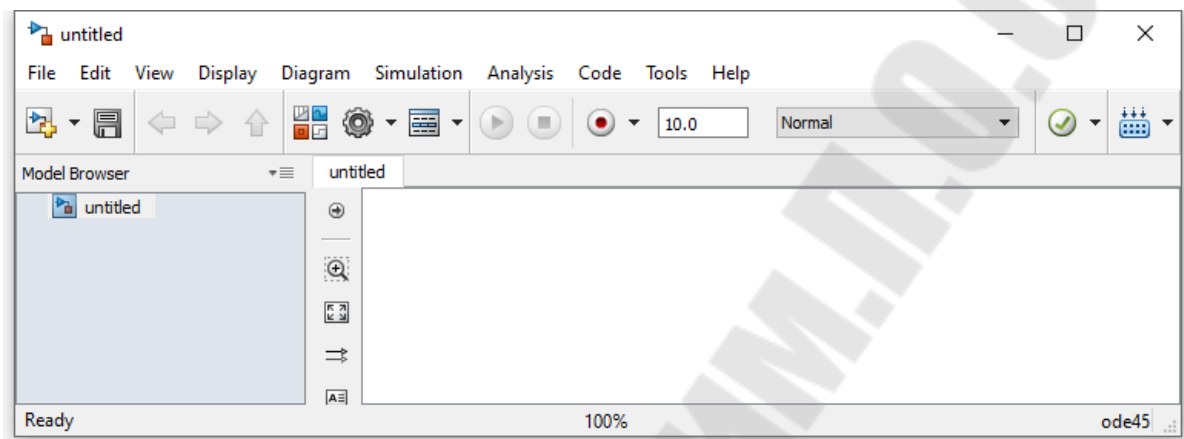 untitled
File Edit View Display Diagram Simulation Analysis Code Tools Help
10.0 Normal
Model Browser untitled
untitled
Ready 100% ode45